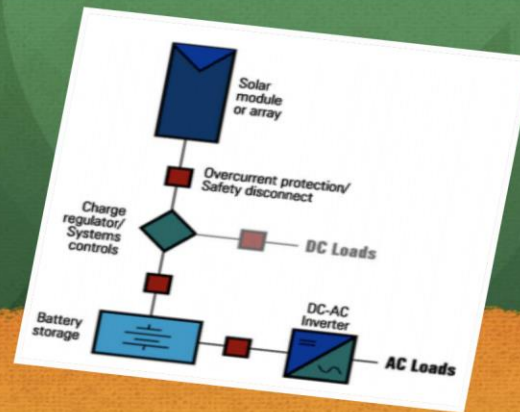 Solar
module
or array
Overcurrent protection/
Safety disconnect
Charge
regulator/
Systems
controls
DC Loads
Battery
storage
DC-AC
Inverter
AC Loads